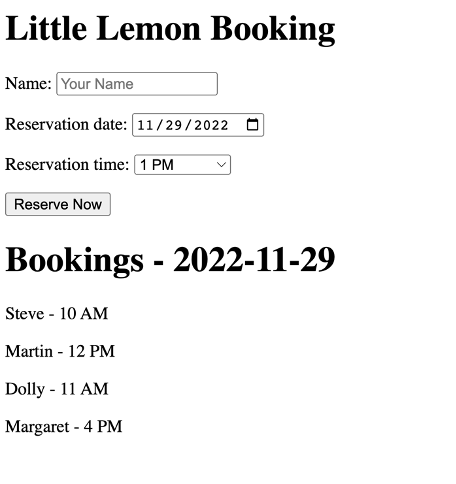 Little Lemon Booking
Name: Your Name
Reservation date: 11/29/2022
Reservation time: 1 PM
Reserve Now
Bookings - 2022-11-29
Steve - 10 AM
Martin - 12 PM
Dolly - 11 AM
Margaret - 4 PM